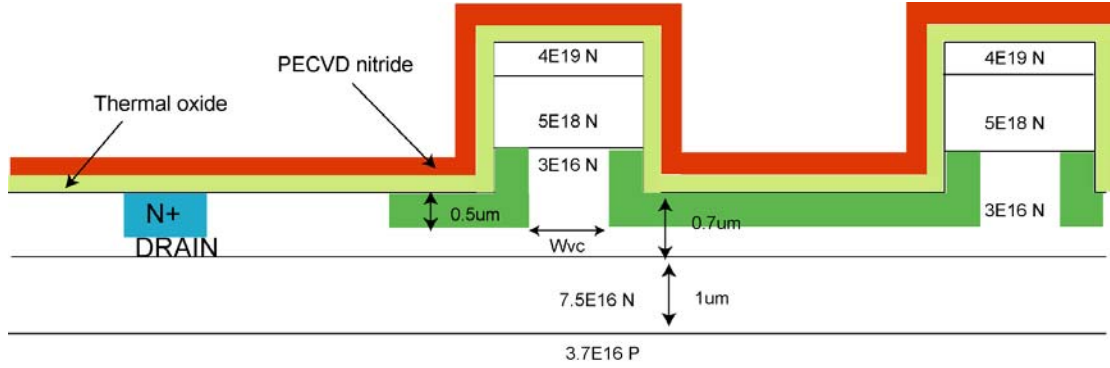 4E19 N
4E19 N
PECVD nitride
Thermal oxide
5E18 N
5E18 N
3E16 N
N+
0.5um
0.7um
3E16 N
DRAIN
Wvc
7.5E16 N
1um
3.7E16 P